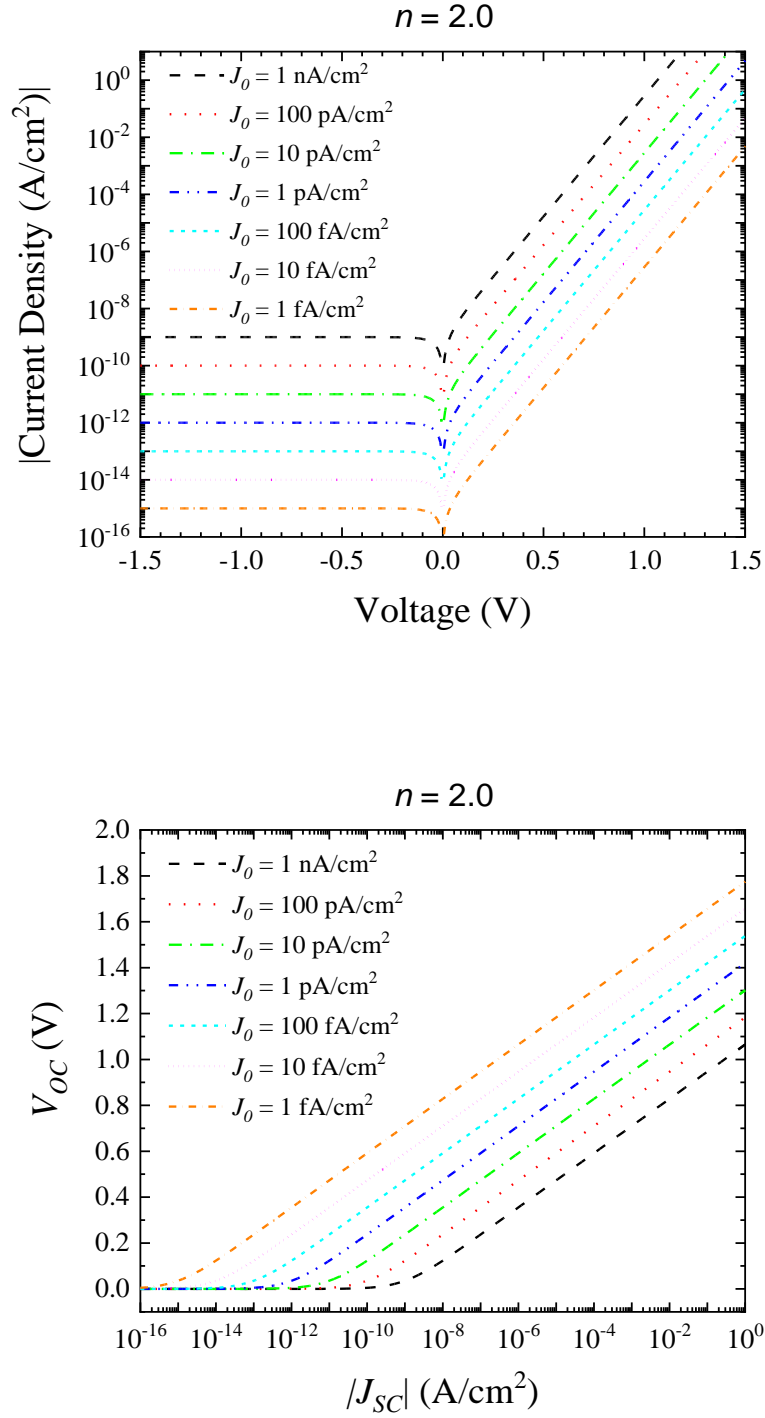 n = 2.0
|Current Density (A/cm²)|
10⁰
10⁻²
10⁻⁴
10⁻⁶
10⁻⁸
10⁻¹⁰
10⁻¹²
10⁻¹⁴
10⁻¹⁶
J₀ = 1 nA/cm²
J₀ = 100 pA/cm²
J₀ = 10 pA/cm²
J₀ = 1 pA/cm²
J₀ = 100 fA/cm²
J₀ = 10 fA/cm²
J₀ = 1 fA/cm²
-1.5 -1.0 -0.5 0.0 0.5 1.0 1.5
Voltage (V)
n = 2.0
V_OC (V)
2.0
1.8
1.6
1.4
1.2
1.0
0.8
0.6
0.4
0.2
0.0
J₀ = 1 nA/cm²
J₀ = 100 pA/cm²
J₀ = 10 pA/cm²
J₀ = 1 pA/cm²
J₀ = 100 fA/cm²
J₀ = 10 fA/cm²
J₀ = 1 fA/cm²
10⁻¹⁶ 10⁻¹⁴ 10⁻¹² 10⁻¹⁰ 10⁻⁸ 10⁻⁶ 10⁻⁴ 10⁻² 10⁰
|J_SC| (A/cm²)